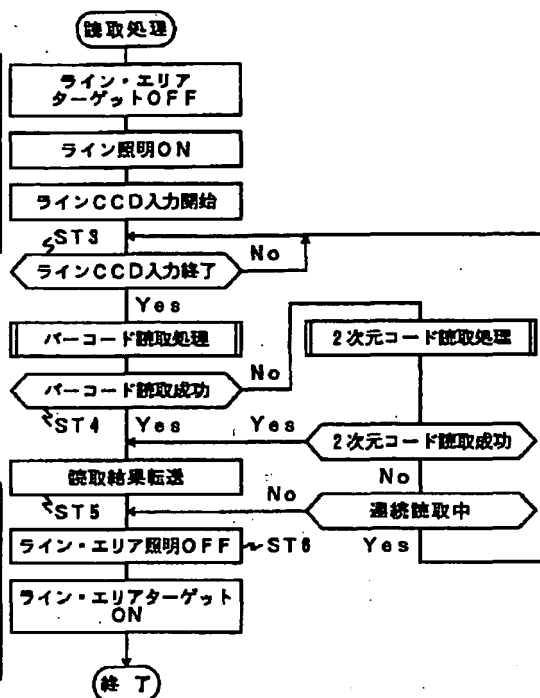 読取処理
ライン・エリア
ターゲットOFF
ライン照明ON
ラインCCD入力開始
ST3
No
ラインCCD入力終了
Yes
バーコード読取処理
No
2次元コード読取処理
バーコード読取成功
ST4
Yes
Yes
2次元コード読取成功
読取結果転送
No
No
連続読取中
ST5
ライン・エリア照明OFF
ST6
Yes
ライン・エリアターゲット
ON
終了